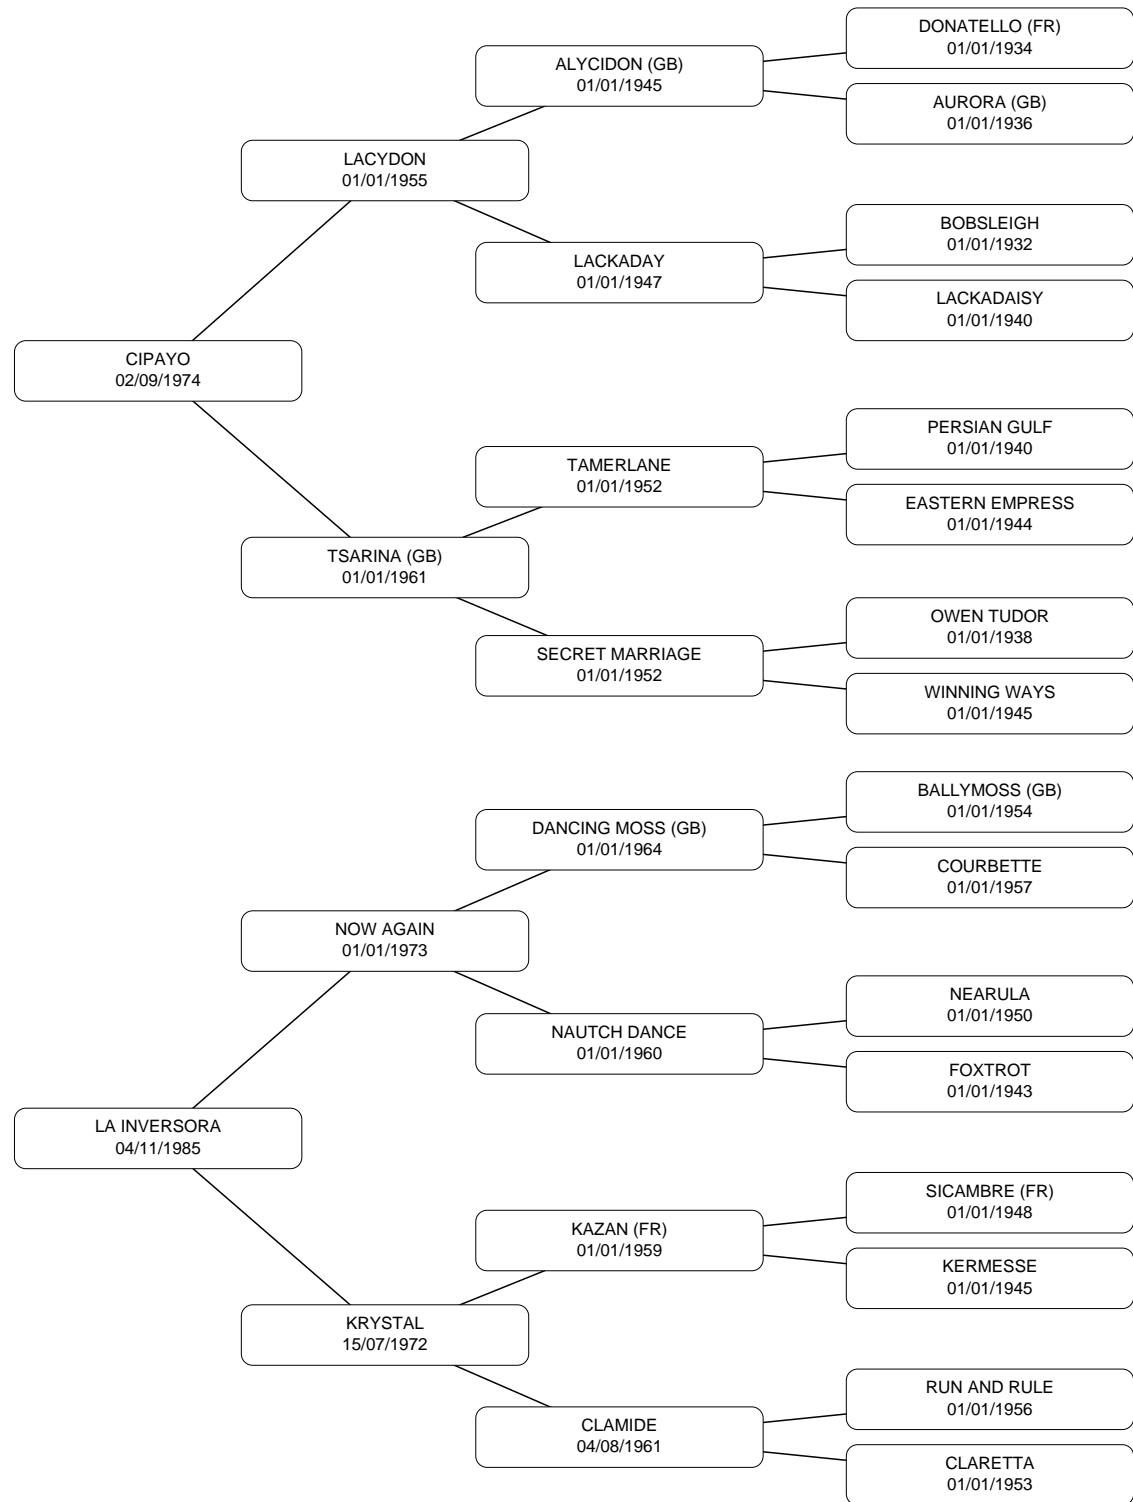 DONATELLO (FR)
01/01/1934
ALYCIDON (GB)
01/01/1945
AURORA (GB)
01/01/1936
LACYDON
01/01/1955
BOBSLEIGH
01/01/1932
LACKADAY
01/01/1947
LACKADAISY
01/01/1940
CIPAYO
02/09/1974
PERSIAN GULF
01/01/1940
TAMERLANE
01/01/1952
EASTERN EMPRESS
01/01/1944
TSARINA (GB)
01/01/1961
OWEN TUDOR
01/01/1938
SECRET MARRIAGE
01/01/1952
WINNING WAYS
01/01/1945
BALLYMOSS (GB)
01/01/1954
DANCING MOSS (GB)
01/01/1964
COURBETTE
01/01/1957
NOW AGAIN
01/01/1973
NEARULA
01/01/1950
NAUTCH DANCE
01/01/1960
FOXTROT
01/01/1943
LA INVERSORA
04/11/1985
SICAMBRE (FR)
01/01/1948
KAZAN (FR)
01/01/1959
KERMESSE
01/01/1945
KRYSTAL
15/07/1972
RUN AND RULE
01/01/1956
CLAMIDE
04/08/1961
CLARETTA
01/01/1953